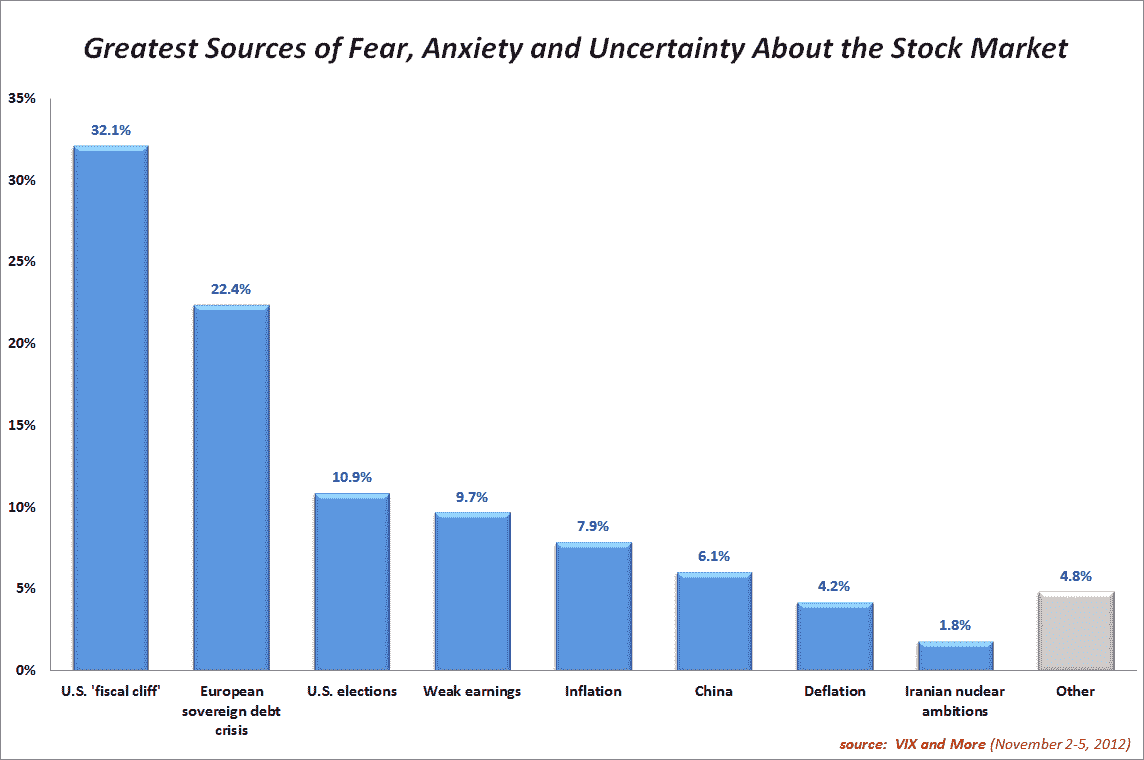 Greatest Sources of Fear, Anxiety and Uncertainty About the Stock Market
35%
30%
25%
20%
15%
10%
5%
0%
32.1%
22.4%
10.9%
9.7%
7.9%
6.1%
4.2%
1.8%
4.8%
U.S. 'fiscal cliff'
European
sovereign debt
crisis
U.S. elections
Weak earnings
Inflation
China
Deflation
Iranian nuclear
ambitions
Other
source: VIX and More (November 2-5, 2012)